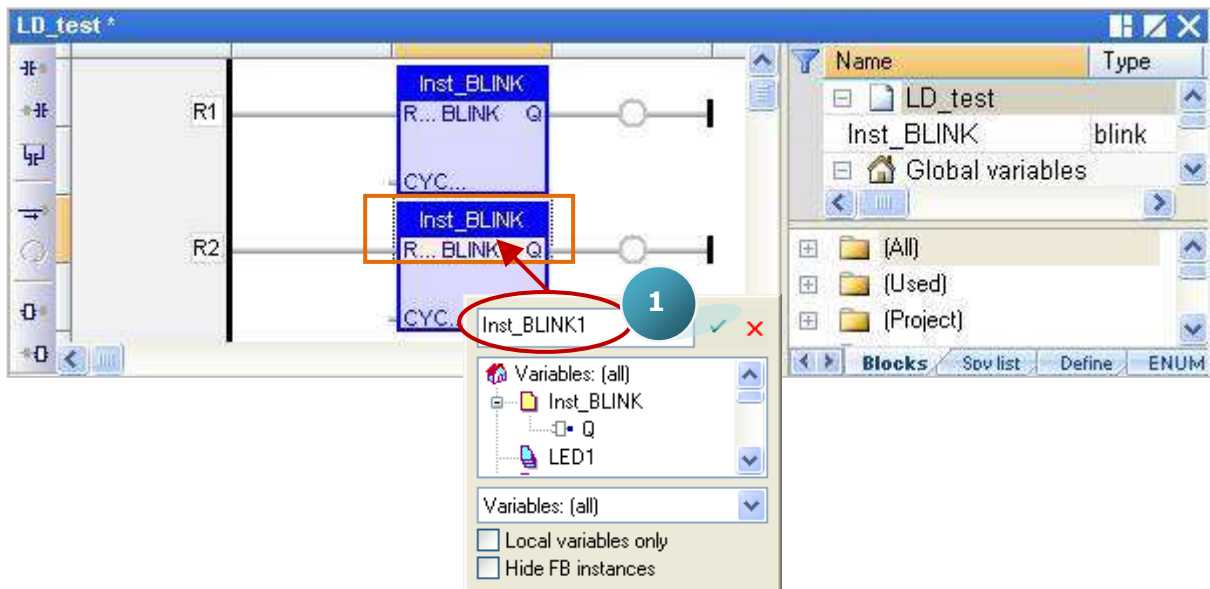 LD_test *
Name Type
LD_test
Inst_BLINK blink
Global variables
Inst_BLINK
R1 R... BLINK Q
CYC...
Inst_BLINK
R2 R... BLINK Q
CYC...
(All)
(Used)
(Project)
Blocks Spy list Define ENUM
1
Inst_BLINK1
Variables: (all)
Inst_BLINK
Q
LED1
Variables: (all)
Local variables only
Hide FB instances